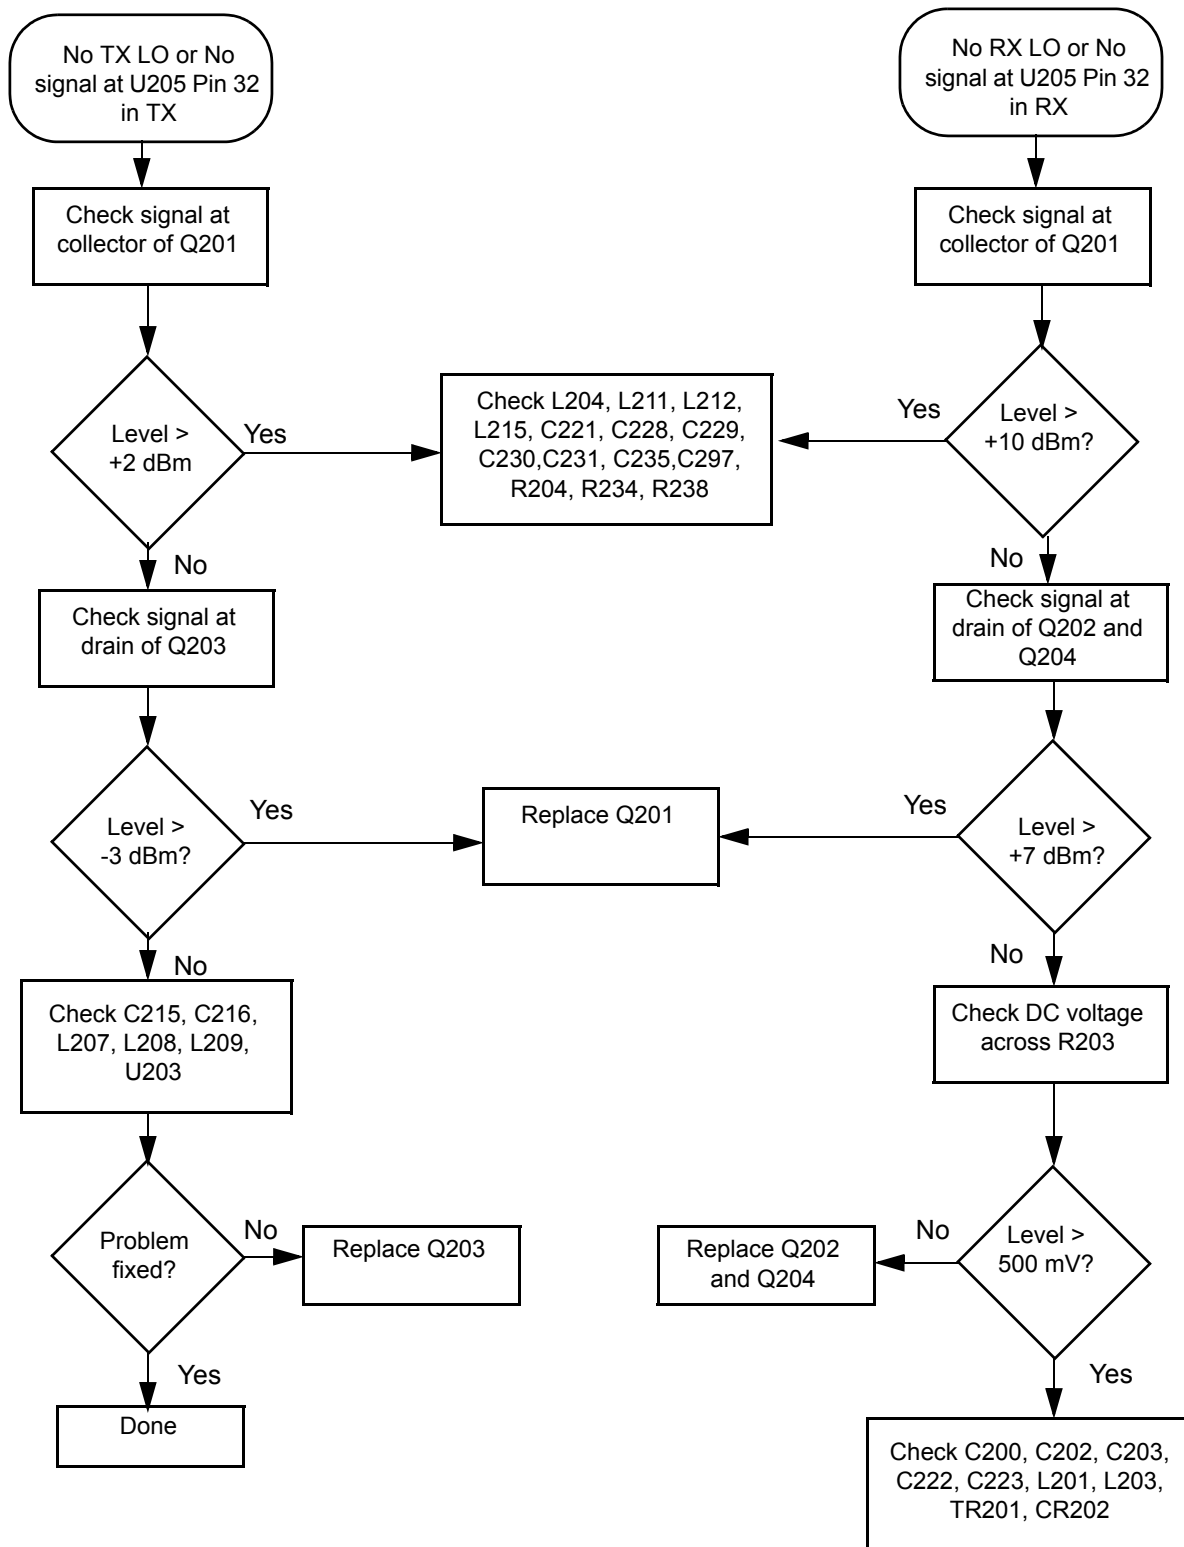 No TX LO or No
signal at U205 Pin 32
in TX
Check signal at
collector of Q201
Level >
+2 dBm
Yes
No
Check signal at
drain of Q203
Level >
-3 dBm?
Yes
No
Check C215, C216,
L207, L208, L209,
U203
Problem
fixed?
No
Replace Q203
Yes
Done
Check L204, L211, L212,
L215, C221, C228, C229,
C230,C231, C235,C297,
R204, R234, R238
Replace Q201
No RX LO or No
signal at U205 Pin 32
in RX
Check signal at
collector of Q201
Yes
Level >
+10 dBm?
No
Check signal at
drain of Q202 and
Q204
Yes
Level >
+7 dBm?
No
Check DC voltage
across R203
Level >
500 mV?
No
Replace Q202
and Q204
Yes
Check C200, C202, C203,
C222, C223, L201, L203,
TR201, CR202